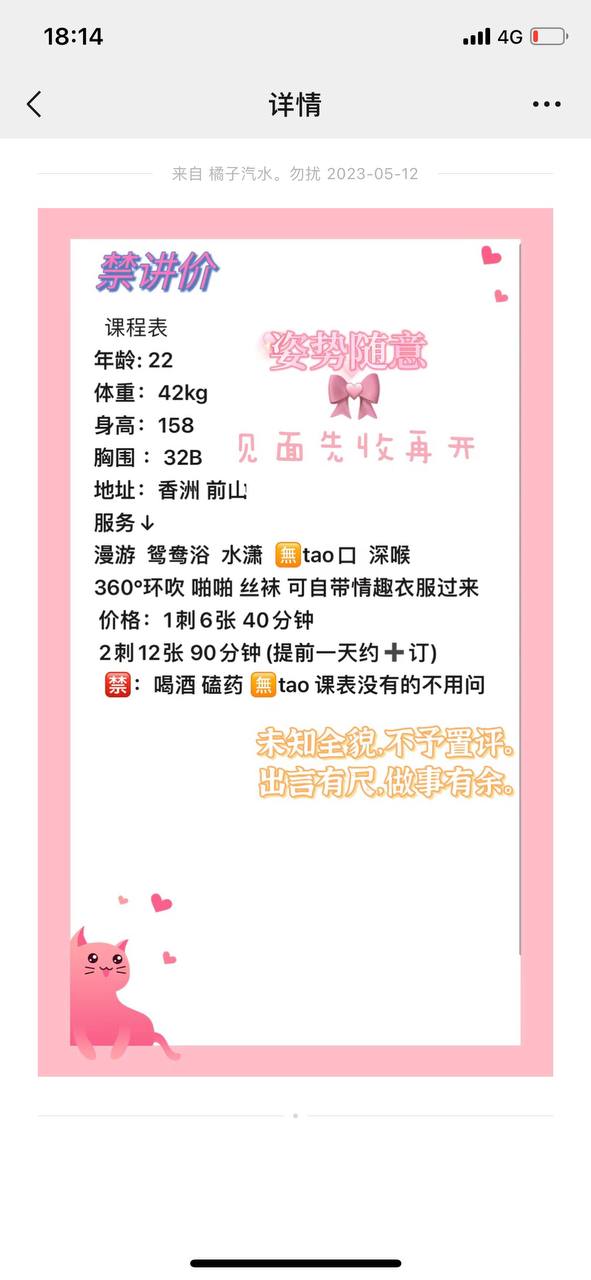 18:14
4G
详情
来自 橘子汽水。勿扰 2023-05-12
禁讲价
课程表
姿势随意
年龄: 22
体重： 42kg
身高： 158
见面先收再开
胸围 ： 32B
地址： 香洲 前山
服务↓
漫游 鸳鸯浴 水潇 🈚tao口 深喉
360°环吹 啪啪 丝袜 可自带情趣衣服过来
价格： 1刺6张 40分钟
2刺12张 90分钟 (提前一天约➕订)
🈲： 喝酒 磕药 🈚tao 课表没有的不用问
未知全貌,不予置评。
出言有尺,做事有余。